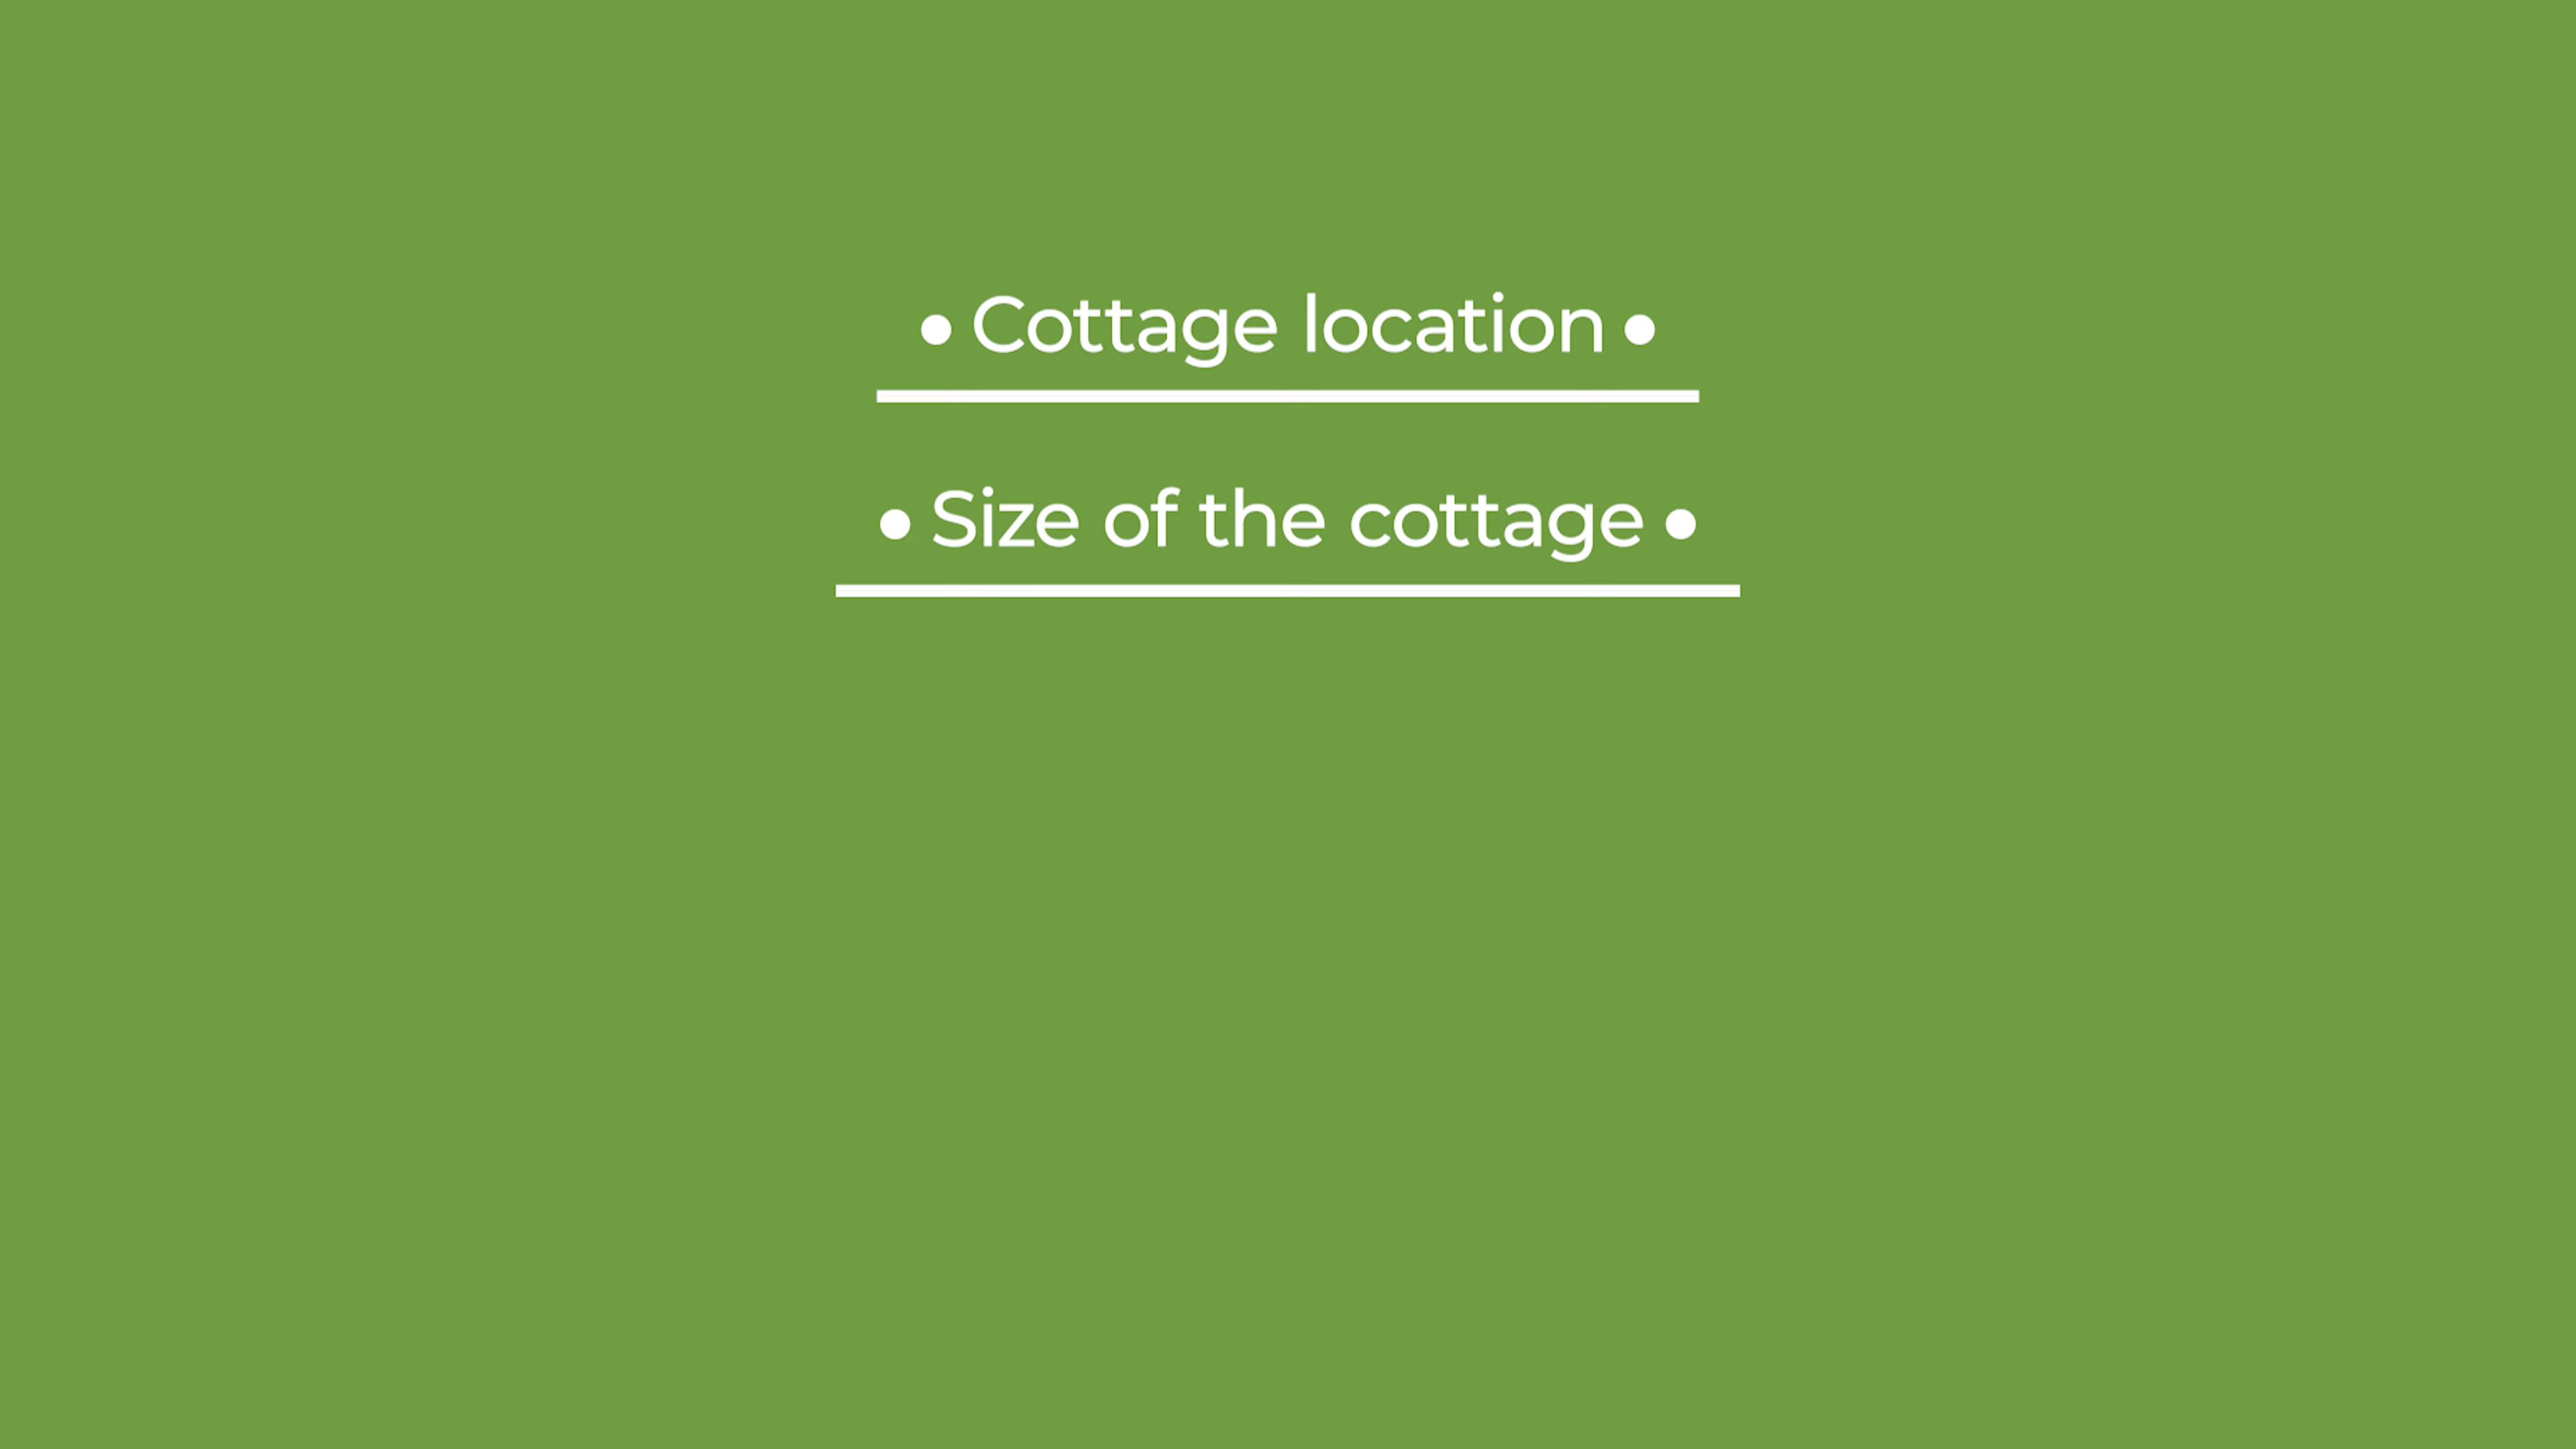 • Cottage location •
• Size of the cottage •